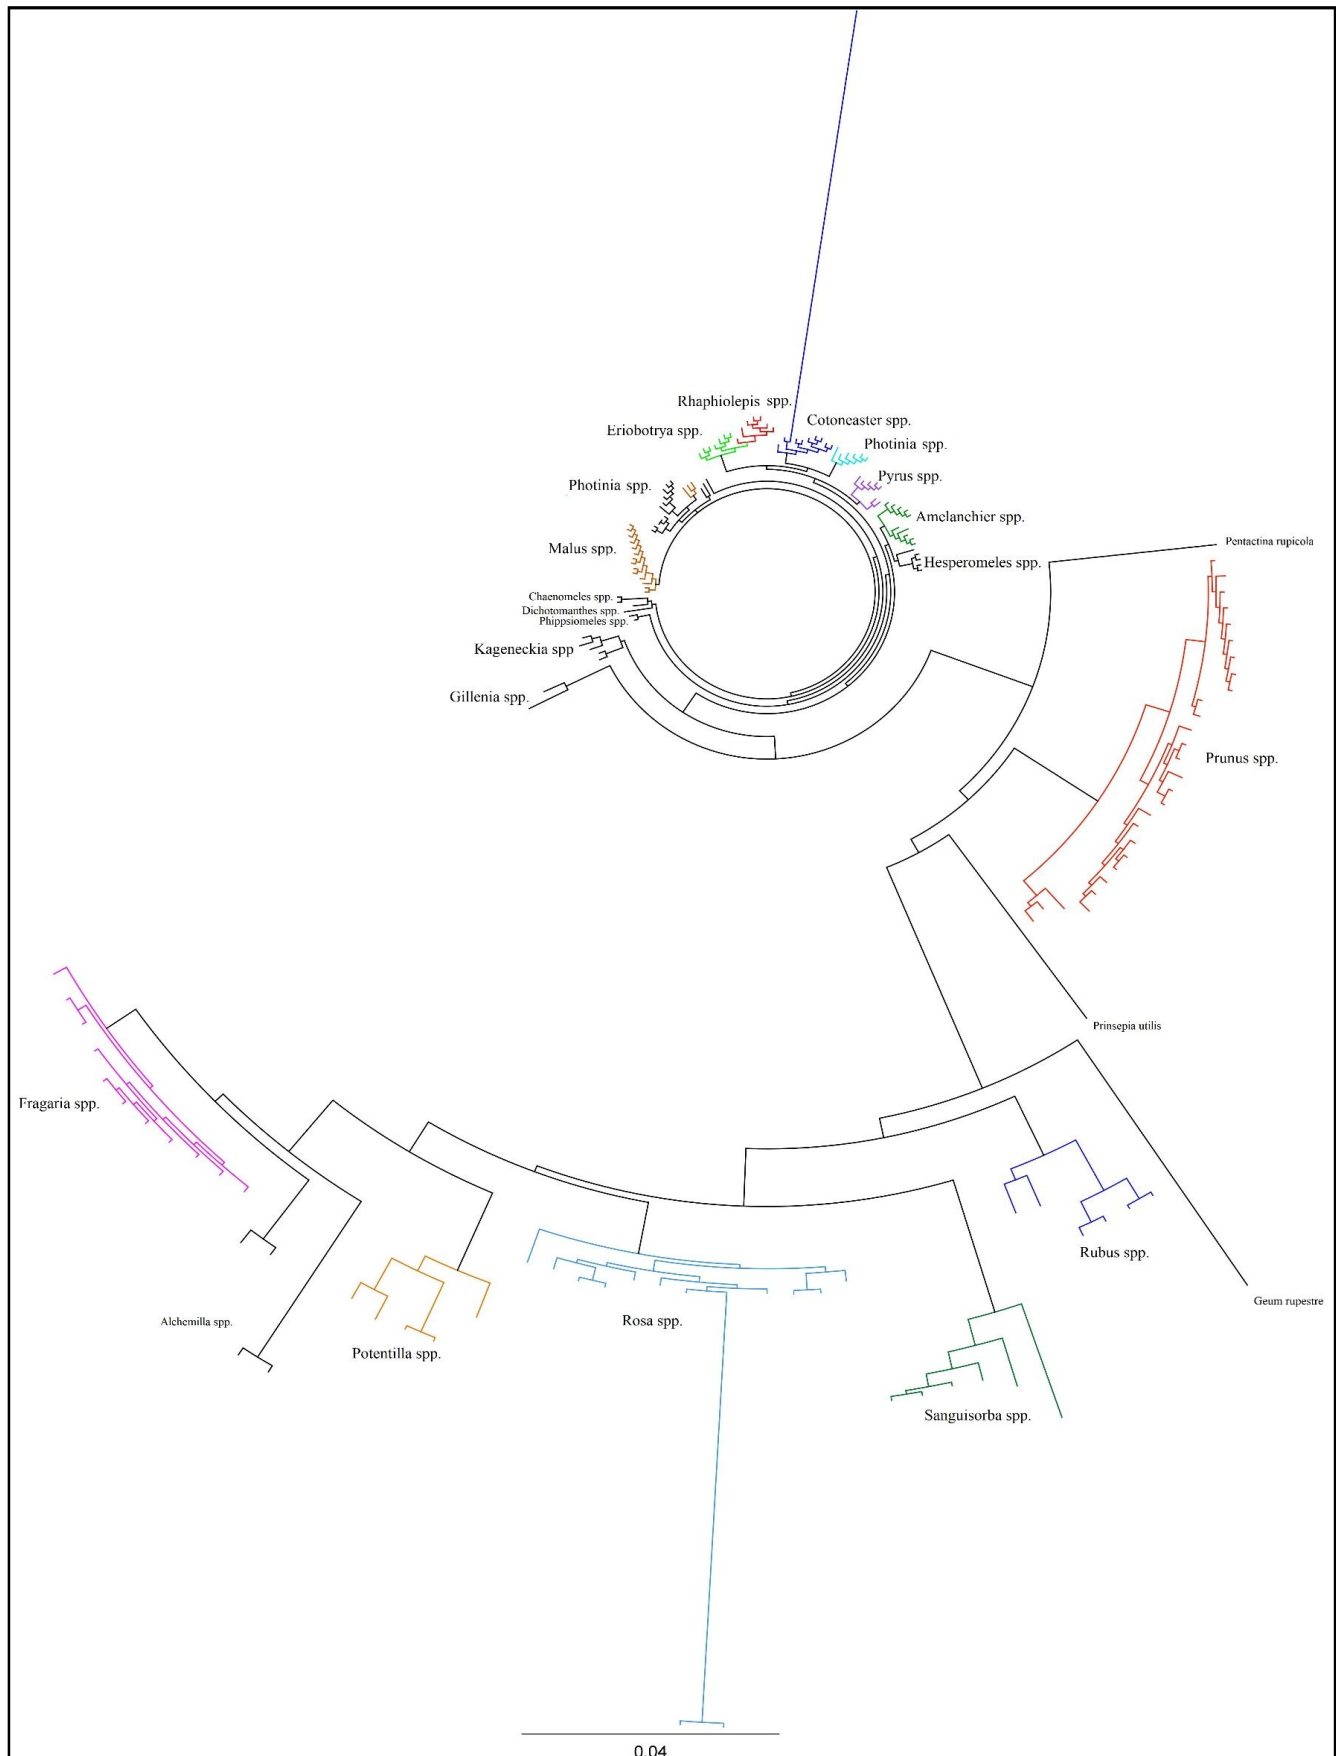 Rhaphiolepis spp.
Cotoneaster spp.
Eriobotrya spp.
Photinia spp.
Pyrus spp.
Photinia spp.
Amelanchier spp.
Pentactina rupicola
Malus spp.
Hesperomeles spp.
Chaenomeles spp.
Dichotomanthes spp.
Phippsiomeles spp.
Kageneckia spp
Gillenia spp.
Prunus spp.
Prinsepia utilis
Fragaria spp.
Rubus spp.
Geum rupestre
Alchemilla spp.
Rosa spp.
Potentilla spp.
Sanguisorba spp.
0.04